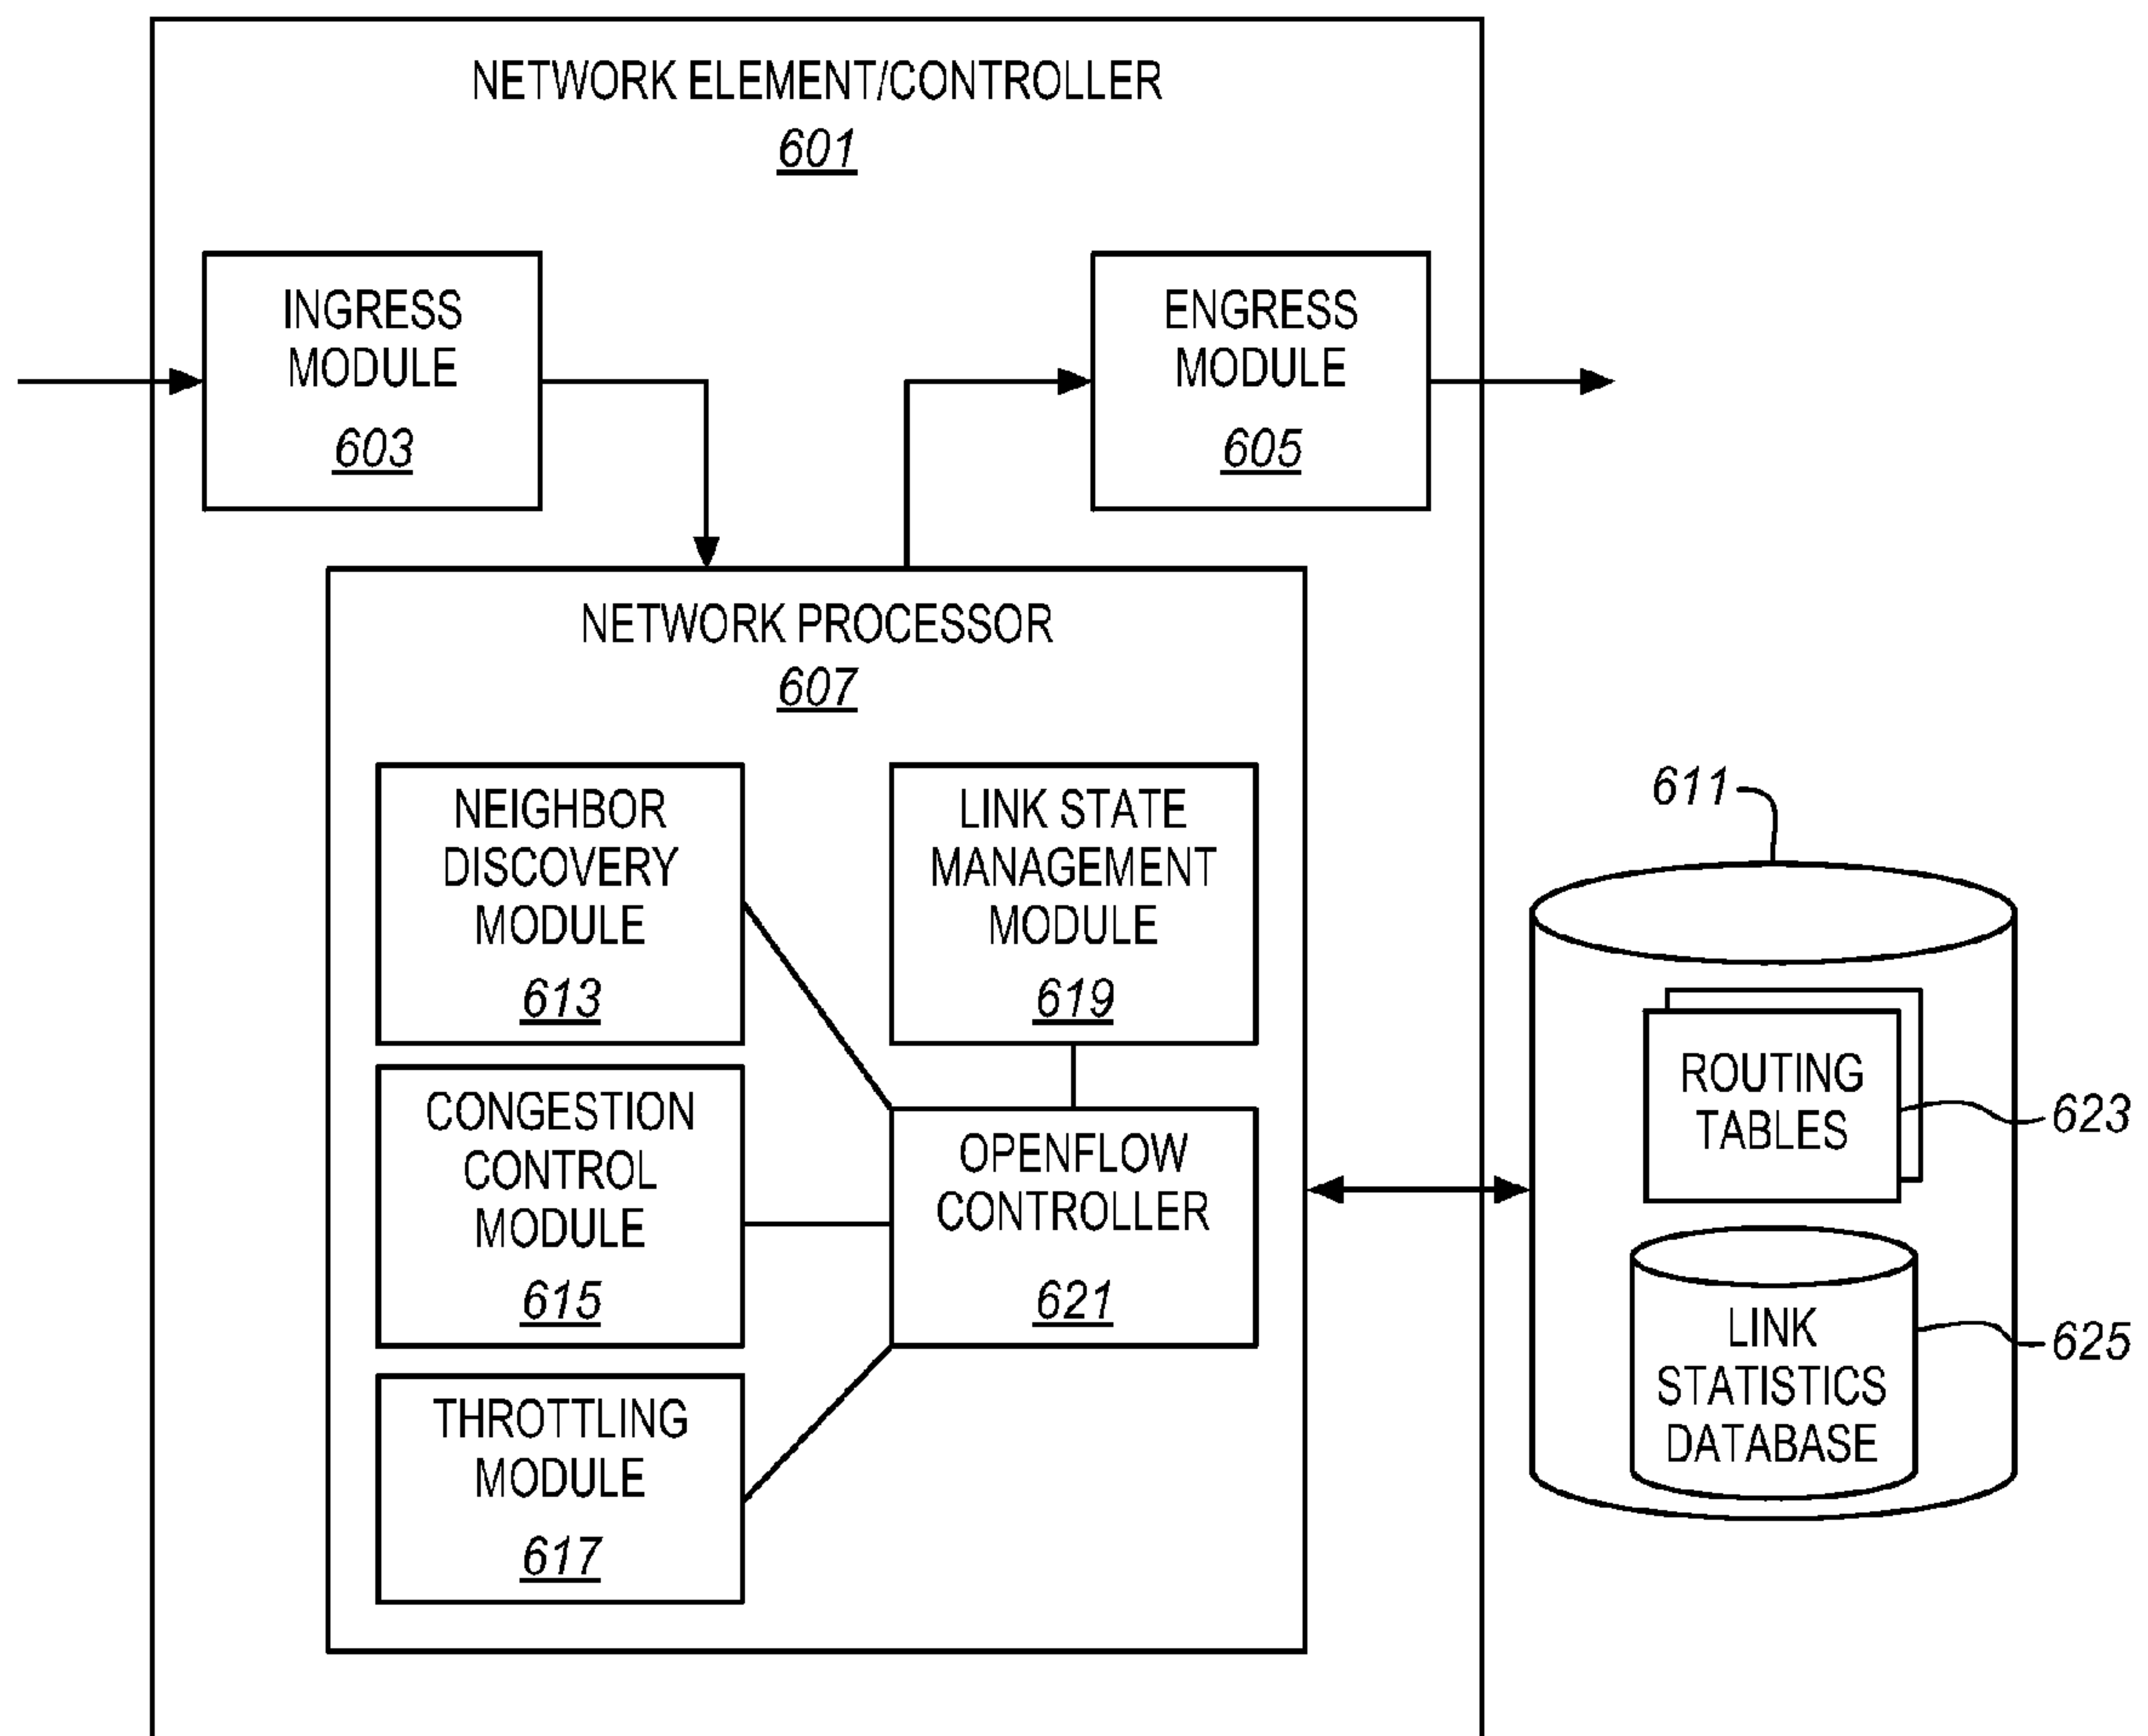 NETWORK ELEMENT/CONTROLLER
601
INGRESS
MODULE
603
ENGRESS
MODULE
605
NETWORK PROCESSOR
607
NEIGHBOR
DISCOVERY
MODULE
613
LINK STATE
MANAGEMENT
MODULE
619
CONGESTION
CONTROL
MODULE
615
OPENFLOW
CONTROLLER
621
THROTTLING
MODULE
617
611
ROUTING
TABLES
623
LINK
STATISTICS
DATABASE
625